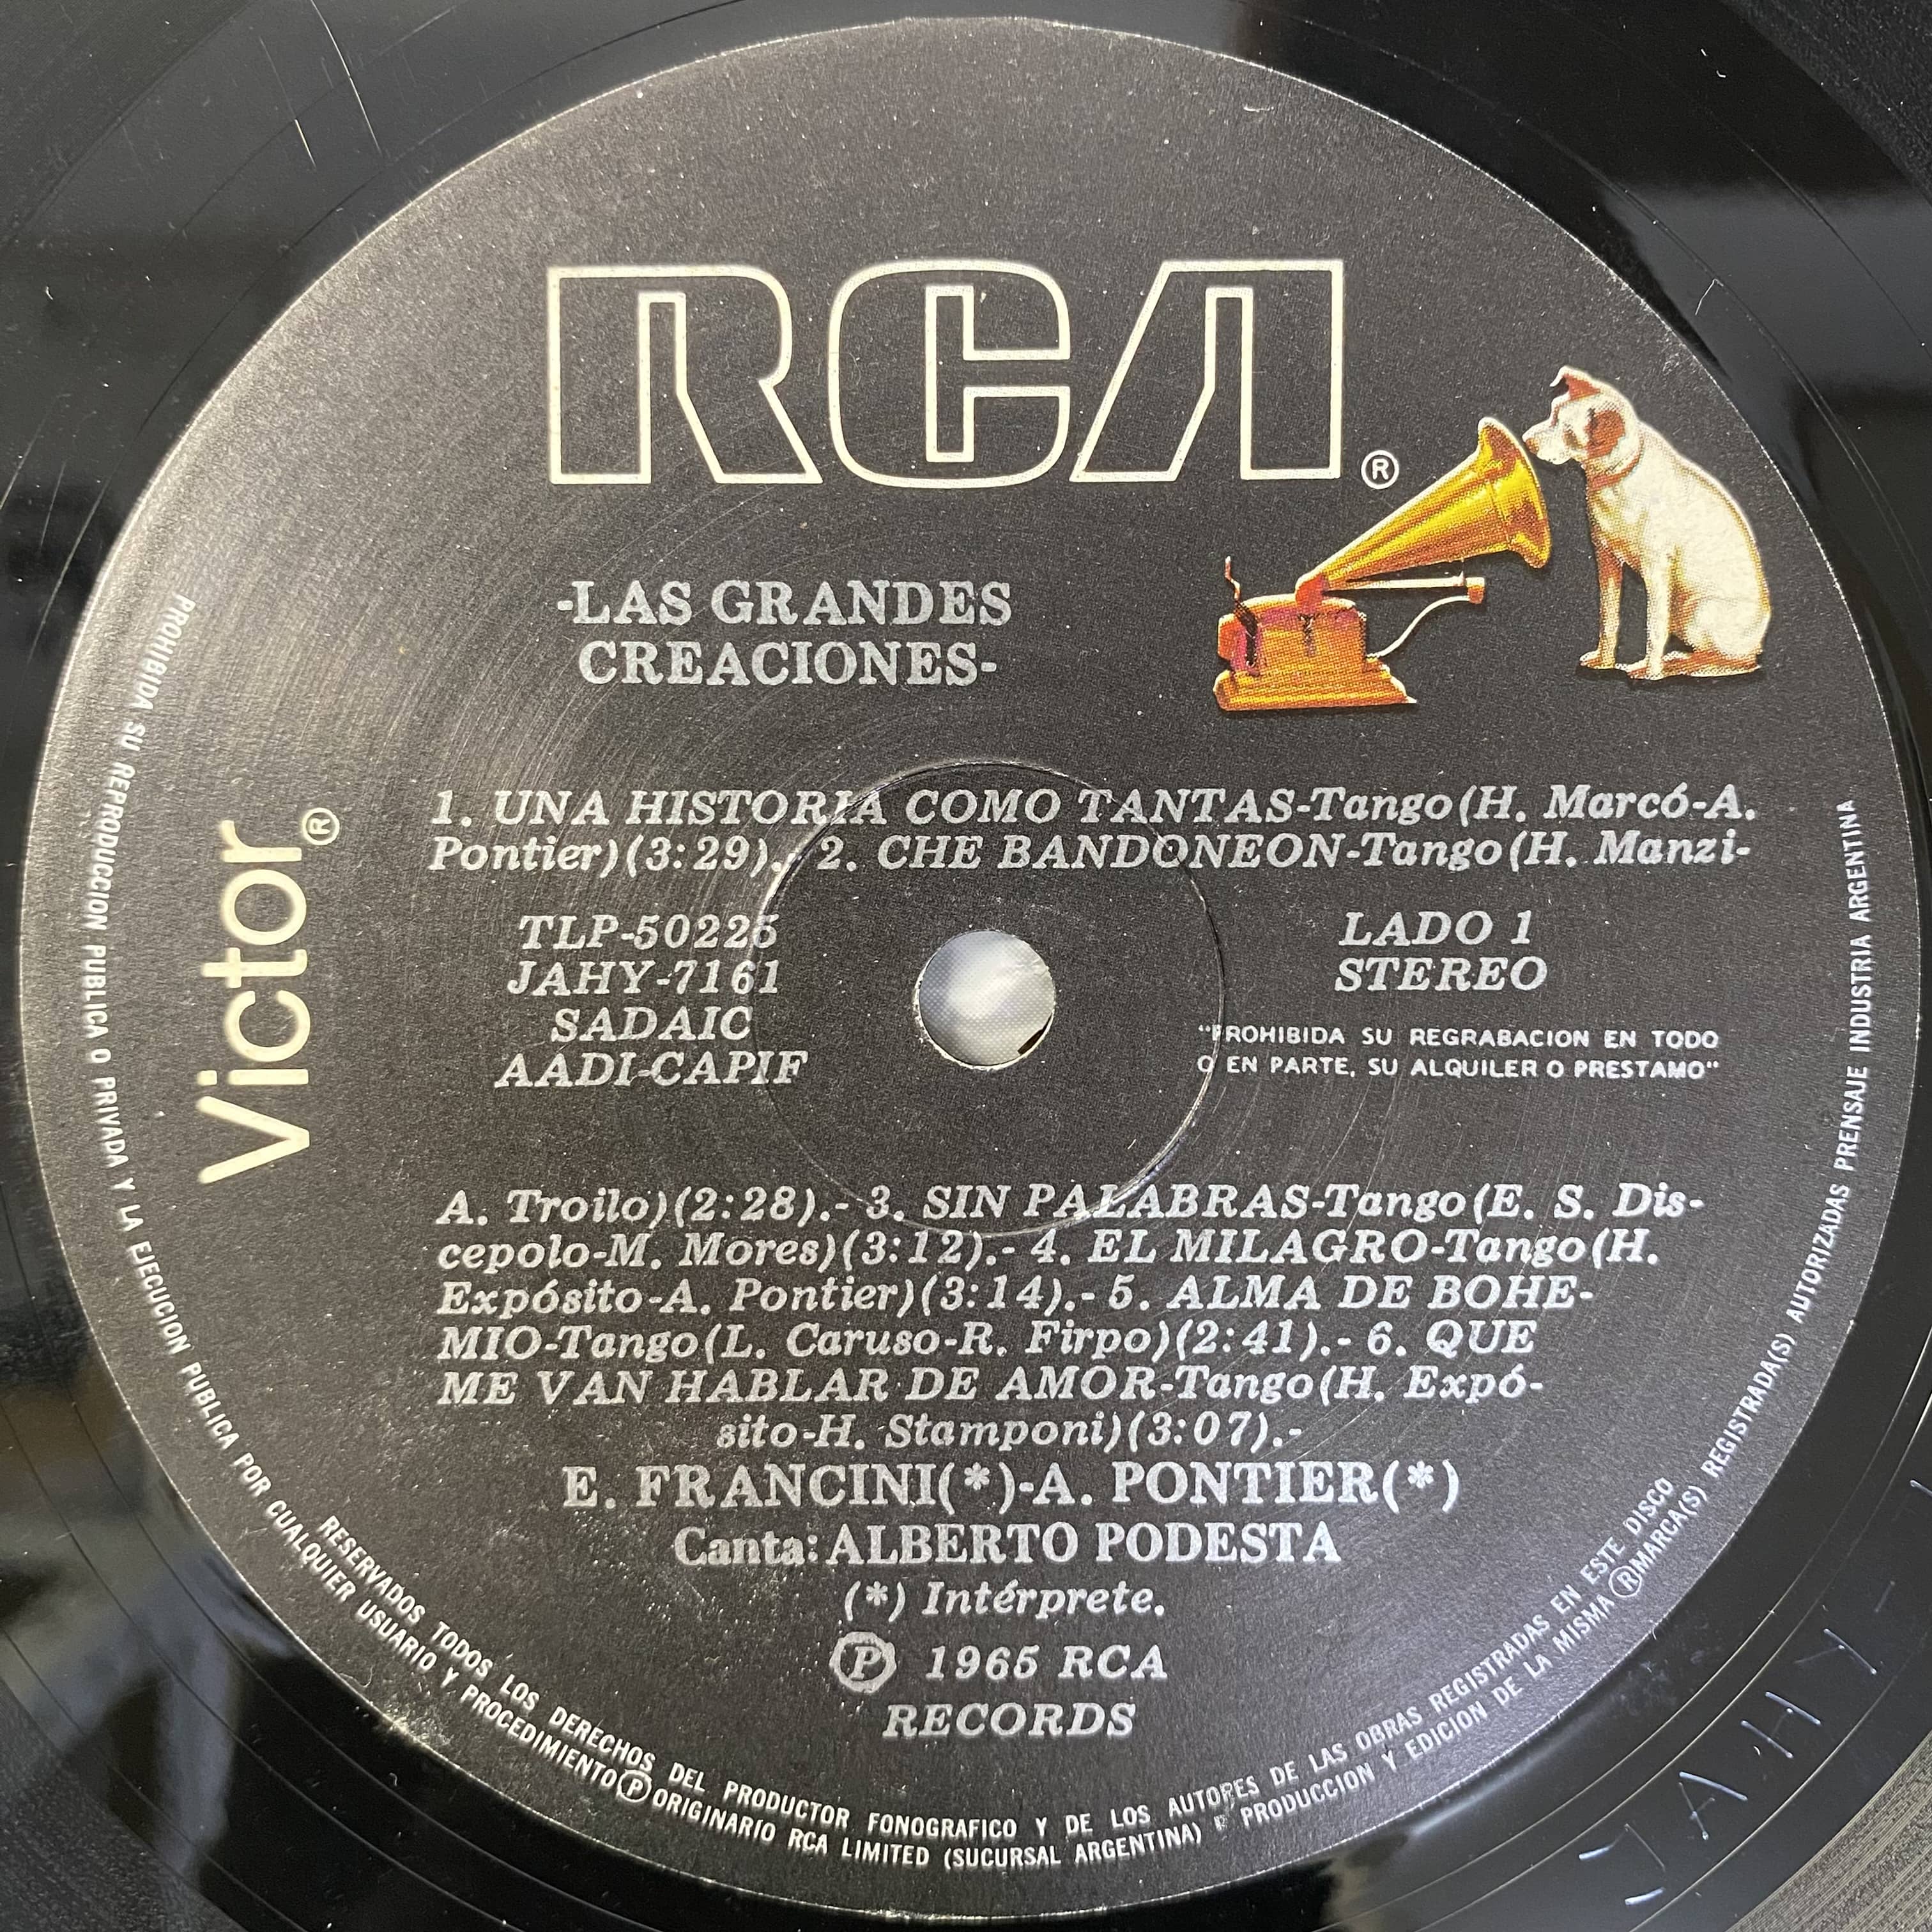 RCA®
-LAS GRANDES
CREACIONES-
Victor®
1. UNA HISTORIA COMO TANTAS-Tango(H. Marcó-A.
Pontier)(3:29).- 2. CHE BANDONEON-Tango(H. Manzi-
TLP-50225
JAHY-7161
SADAIC
AADI-CAPIF
LADO 1
STEREO
"PROHIBIDA SU REGRABACION EN TODO
O EN PARTE, SU ALQUILER O PRESTAMO"
A. Troilo)(2:28).- 3. SIN PALABRAS-Tango(E. S. Dis-
cepolo-M. Mores)(3:12).- 4. EL MILAGRO-Tango(H.
Expósito-A. Pontier)(3:14).- 5. ALMA DE BOHE-
MIO-Tango(L. Caruso-R. Firpo)(2:41).- 6. QUE
ME VAN HABLAR DE AMOR-Tango(H. Expó-
sito-H. Stamponi)(3:07).-
E. FRANCINI(*)-A. PONTIER(*)
Canta: ALBERTO PODESTA
(*) Intérprete.
Ⓟ 1965 RCA
RECORDS
PROHIBIDA SU REPRODUCCION PUBLICA O PRIVADA Y LA EJECUCION PUBLICA POR CUALQUIER USUARIO Y PROCEDIMIENTO Ⓟ ORIGINARIO RCA LIMITED (SUCURSAL ARGENTINA) PRODUCCION Y EDICION DE LA MISMA ® MARCA(S) REGISTRADA(S) AUTORIZADAS PRENSAJE INDUSTRIA ARGENTINA
RESERVADOS TODOS LOS DERECHOS DEL PRODUCTOR FONOGRAFICO Y DE LOS AUTORES DE LAS OBRAS REGISTRADAS EN ESTE DISCO
JAHY